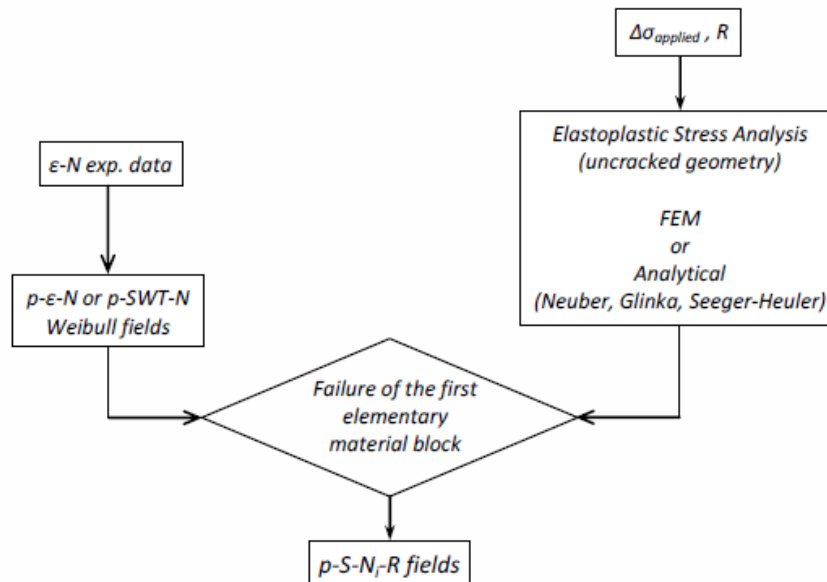 Δσapplied , R
Elastoplastic Stress Analysis
(uncracked geometry)
FEM
or
Analytical
(Neuber, Glinka, Seeger-Heuler)
ε-N exp. data
p-ε-N or p-SWT-N
Weibull fields
Failure of the first
elementary
material block
p-S-Ni-R fields